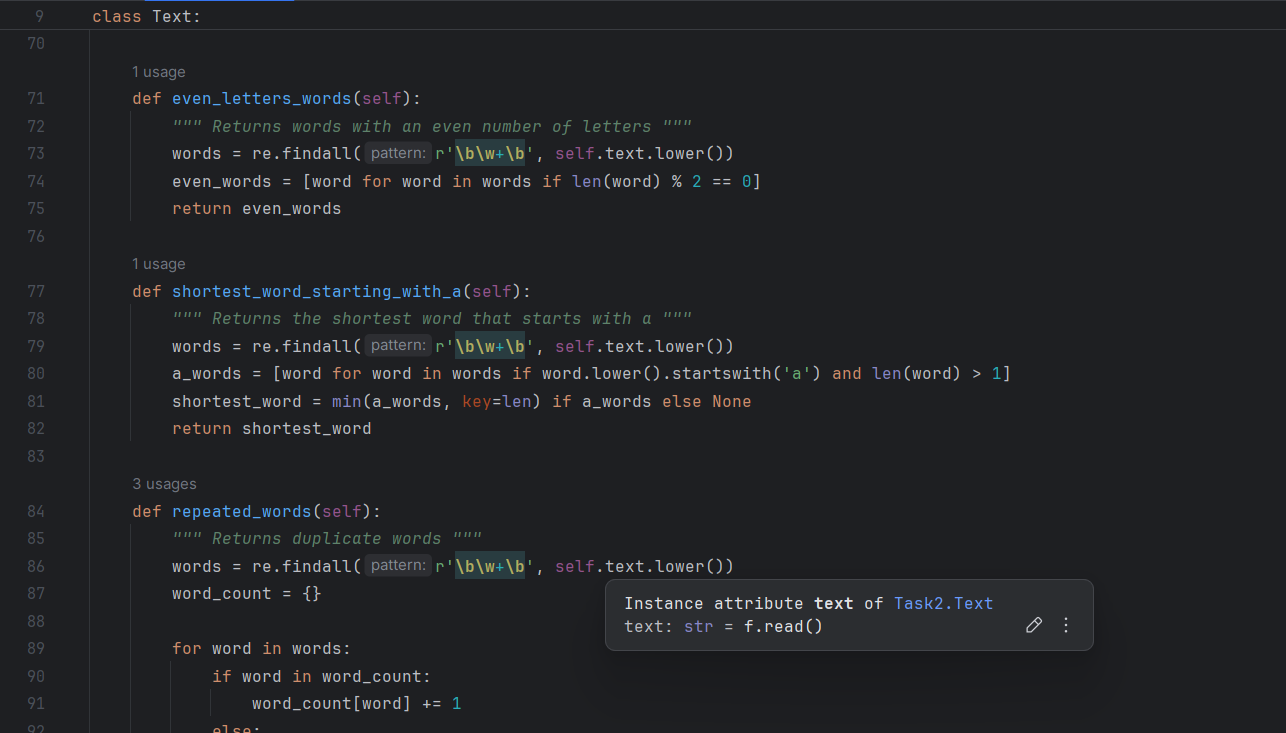 9 class Text:
70
1 usage
71 def even_letters_words(self):
72 """ Returns words with an even number of letters """
73 words = re.findall( pattern: r'\b\w+\b', self.text.lower())
74 even_words = [word for word in words if len(word) % 2 == 0]
75 return even_words
76
1 usage
77 def shortest_word_starting_with_a(self):
78 """ Returns the shortest word that starts with a """
79 words = re.findall( pattern: r'\b\w+\b', self.text.lower())
80 a_words = [word for word in words if word.lower().startswith('a') and len(word) > 1]
81 shortest_word = min(a_words, key=len) if a_words else None
82 return shortest_word
83
3 usages
84 def repeated_words(self):
85 """ Returns duplicate words """
86 words = re.findall( pattern: r'\b\w+\b', self.text.lower())
87 word_count = {}
Instance attribute text of Task2.Text
text: str = f.read()
88
89 for word in words:
90 if word in word_count:
91 word_count[word] += 1
92 else: